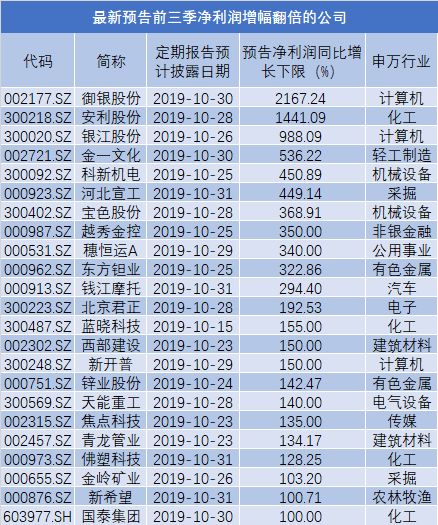 最新预告前三季净利润增幅翻倍的公司
代码 简称 定期报告预计披露日期 预告净利润同比增长下限（%） 申万行业
002177.SZ 御银股份 2019-10-30 2167.24 计算机
300218.SZ 安利股份 2019-10-28 1441.09 化工
300020.SZ 银江股份 2019-10-26 988.09 计算机
002721.SZ 金一文化 2019-10-30 536.22 轻工制造
300092.SZ 科新机电 2019-10-25 450.89 机械设备
000923.SZ 河北宣工 2019-10-31 449.14 采掘
300402.SZ 宝色股份 2019-10-28 368.91 机械设备
000987.SZ 越秀金控 2019-10-25 350.00 非银金融
000531.SZ 穗恒运A 2019-10-29 340.00 公用事业
000962.SZ 东方钽业 2019-10-25 322.86 有色金属
000913.SZ 钱江摩托 2019-10-31 294.40 汽车
300223.SZ 北京君正 2019-10-28 192.53 电子
300487.SZ 蓝晓科技 2019-10-15 155.00 化工
002302.SZ 西部建设 2019-10-23 150.00 建筑材料
300248.SZ 新开普 2019-10-29 150.00 计算机
000751.SZ 锌业股份 2019-10-24 142.47 有色金属
300569.SZ 天能重工 2019-10-28 140.00 电气设备
002315.SZ 焦点科技 2019-10-23 135.00 传媒
002457.SZ 青龙管业 2019-10-23 134.17 建筑材料
000973.SZ 佛塑科技 2019-10-31 128.25 化工
000655.SZ 金岭矿业 2019-10-26 103.20 采掘
000876.SZ 新希望 2019-10-31 100.71 农林牧渔
603977.SH 国泰集团 2019-10-30 100.00 化工